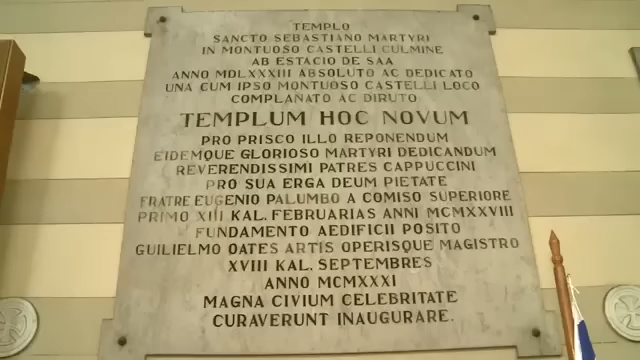 TEMPLO
SANCTO SEBASTIANO MARTYRI
IN MONTUOSO CASTELLI CULMINE
AB ESTACIO DE SAA
ANNO MDLXXXIII ABSOLUTO AC DEDICATO
UNA CUM IPSO MONTUOSO CASTELLI LOCO
COMPLANATO AC DIRUTO
TEMPLUM HOC NOVUM
PRO PRISCO ILLO REPONENDUM
EIDEMQUE GLORIOSO MARTYRI DEDICANDUM
REVERENDISSIMI PATRES CAPPUCCINI
PRO SUA ERGA DEUM PIETATE
FRATRE EUGENIO PALUMBO A COMISO SUPERIORE
PRIMO XIII KAL. FEBRUARIAS ANNI MCMXXVIII
FUNDAMENTO AEDIFICII POSITO
GUILIELMO OATES ARTIS OPERISQUE MAGISTRO
XVIII KAL. SEPTEMBRES
ANNO MCMXXXI
MAGNA CIVIUM CELEBRITATE
CURAVERUNT INAUGURARE.